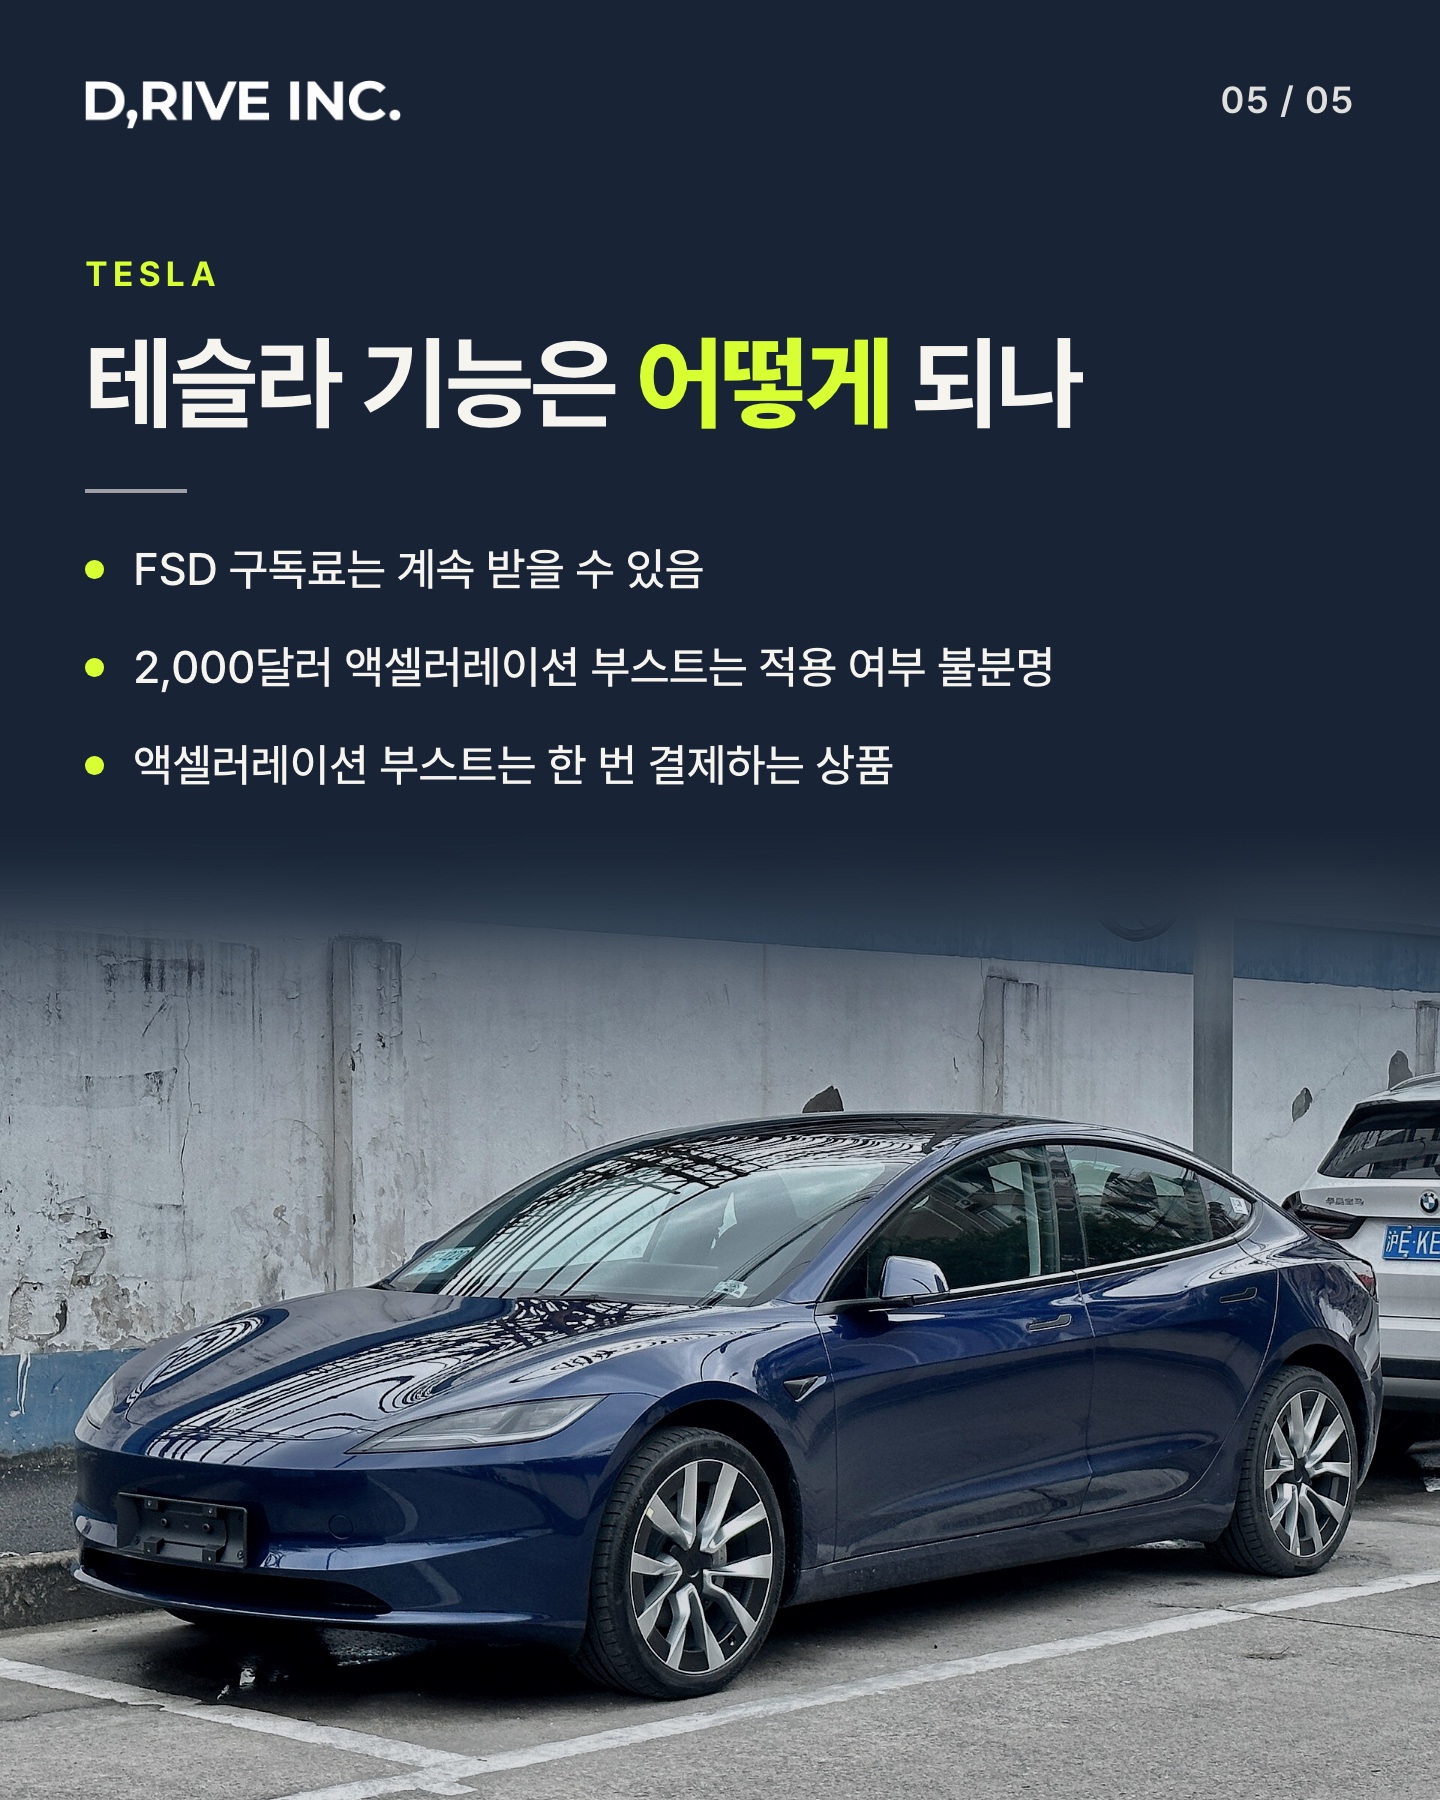 D,RIVE INC.
05 / 05
TESLA
테슬라 기능은 어떻게 되나
FSD 구독료는 계속 받을 수 있음
2,000달러 액셀러레이션 부스트는 적용 여부 불분명
액셀러레이션 부스트는 한 번 결제하는 상품
沪E·KE